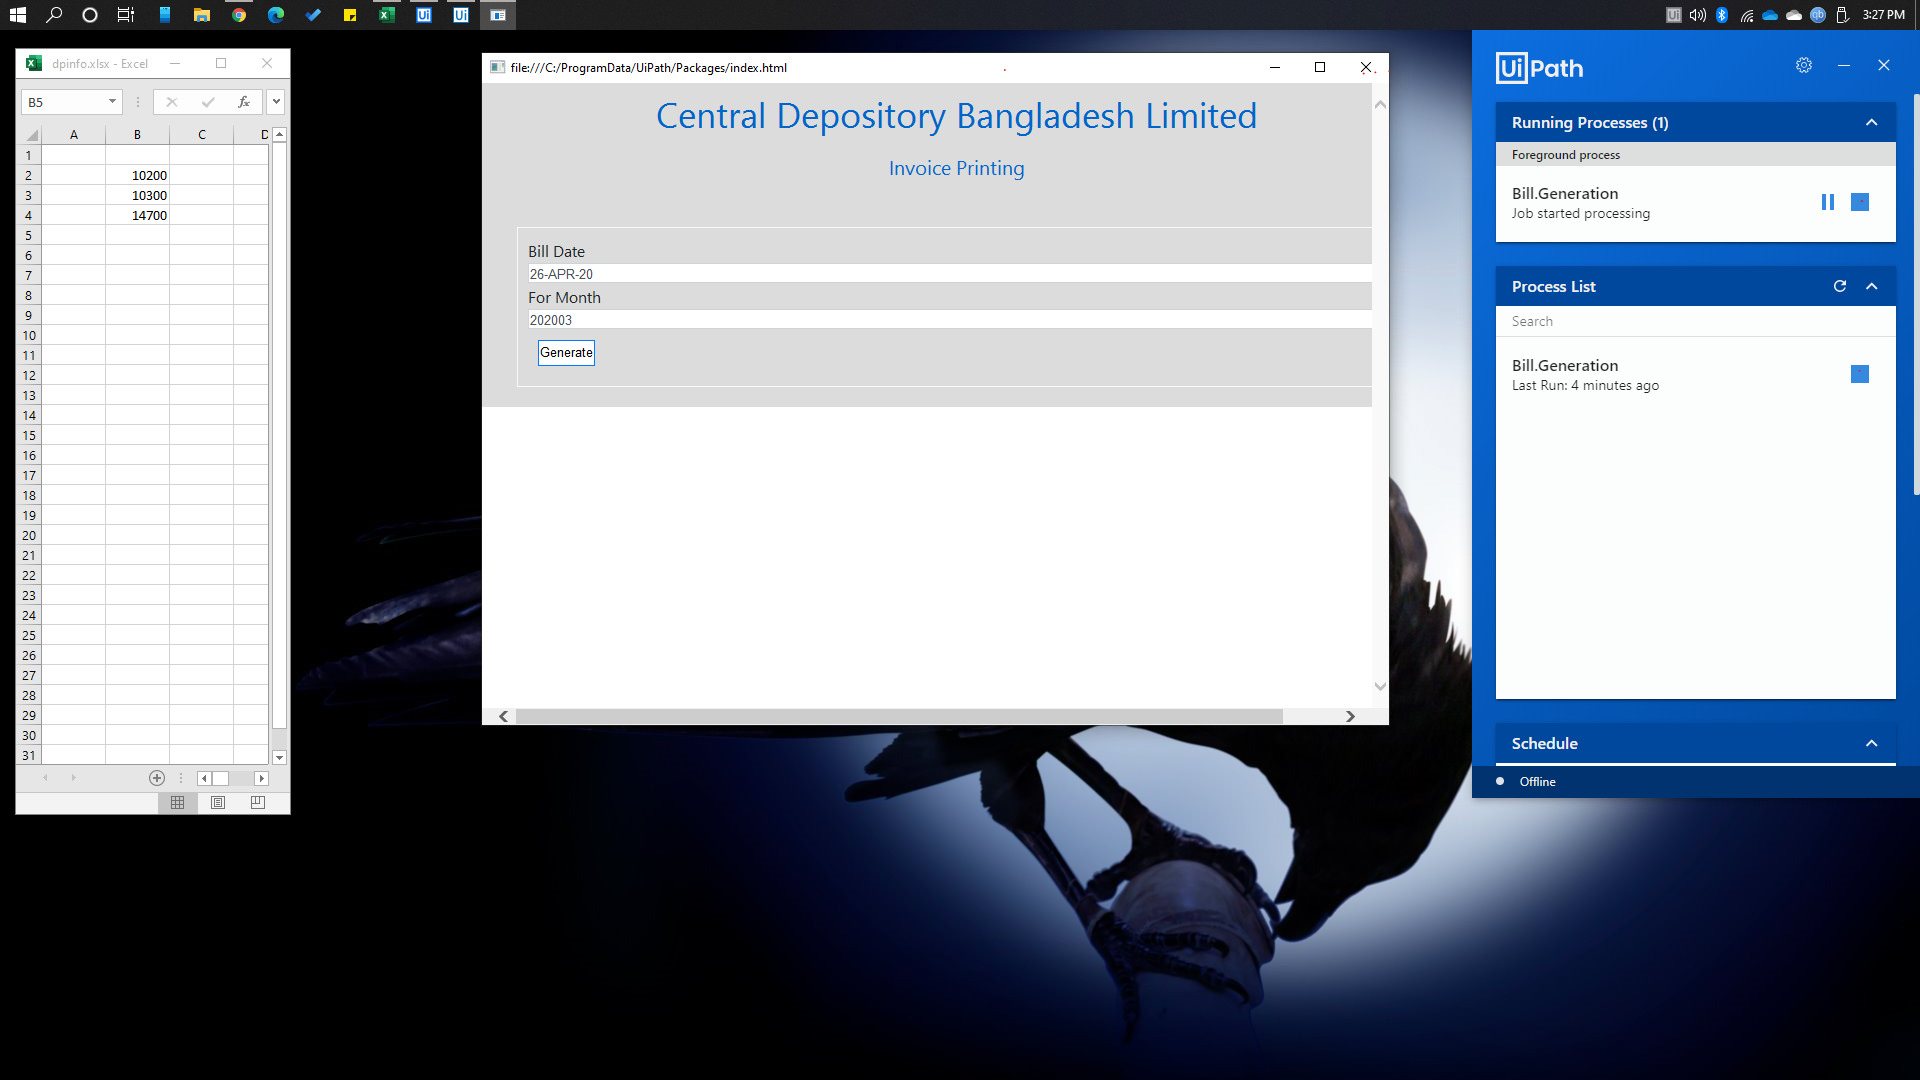 3:27 PM
dpinfo.xlsx - Excel
B5
fx
A B C D
1
2 10200
3 10300
4 14700
5
6
7
8
9
10
11
12
13
14
15
16
17
18
19
20
21
22
23
24
25
26
27
28
29
30
31
file:///C:/ProgramData/UiPath/Packages/index.html
Central Depository Bangladesh Limited
Invoice Printing
Bill Date
26-APR-20
For Month
202003
Generate
UiPath
Running Processes (1)
Foreground process
Bill.Generation
Job started processing
Process List
Search
Bill.Generation
Last Run: 4 minutes ago
Schedule
Offline